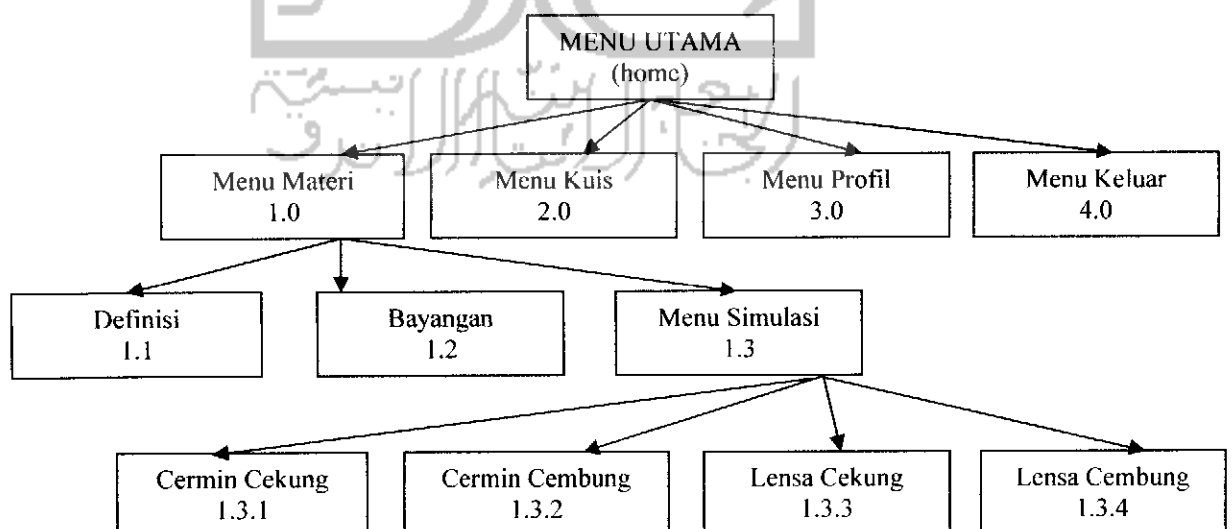 MENU UTAMA
(home)
Menu Materi
1.0
Menu Kuis
2.0
Menu Profil
3.0
Menu Keluar
4.0
Definisi
1.1
Bayangan
1.2
Menu Simulasi
1.3
Cermin Cekung
1.3.1
Cermin Cembung
1.3.2
Lensa Cekung
1.3.3
Lensa Cembung
1.3.4